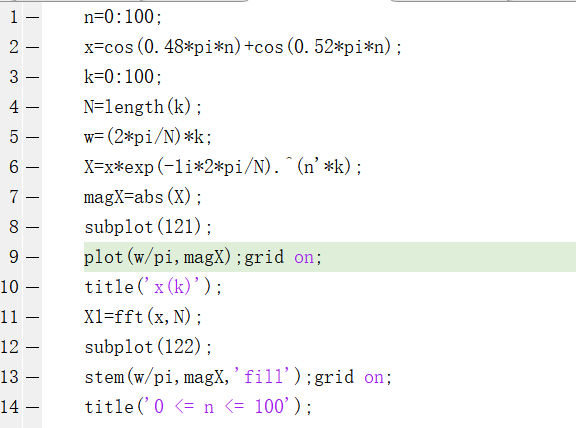 1 — n=0:100;
2 — x=cos(0.48*pi*n)+cos(0.52*pi*n);
3 — k=0:100;
4 — N=length(k);
5 — w=(2*pi/N)*k;
6 — X=x*exp(-1i*2*pi/N).^(n'*k);
7 — magX=abs(X);
8 — subplot(121);
9 — plot(w/pi,magX);grid on;
10 — title('x(k)');
11 — X1=fft(x,N);
12 — subplot(122);
13 — stem(w/pi,magX,'fill');grid on;
14 — title('0 <= n <= 100');